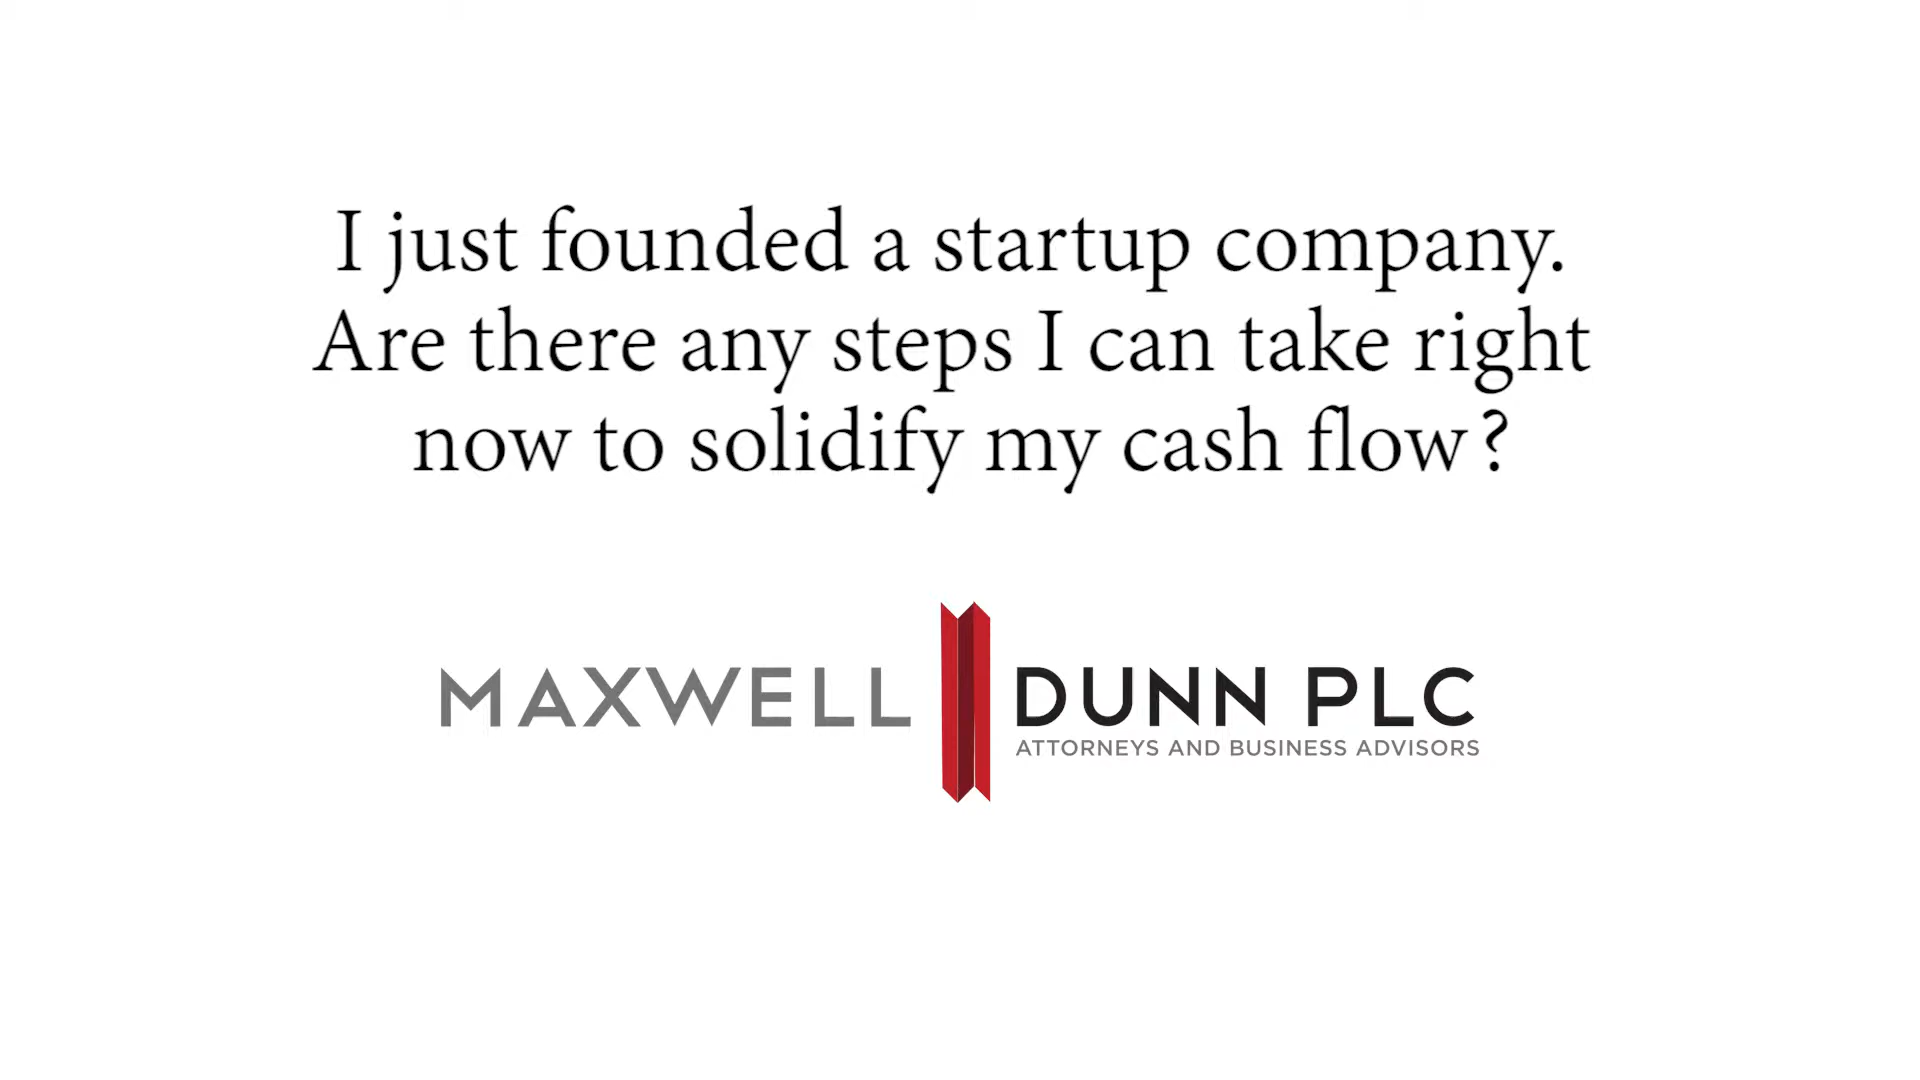 I just founded a startup company.
Are there any steps I can take right
now to solidify my cash flow?
MAXWELL DUNN PLC
ATTORNEYS AND BUSINESS ADVISORS